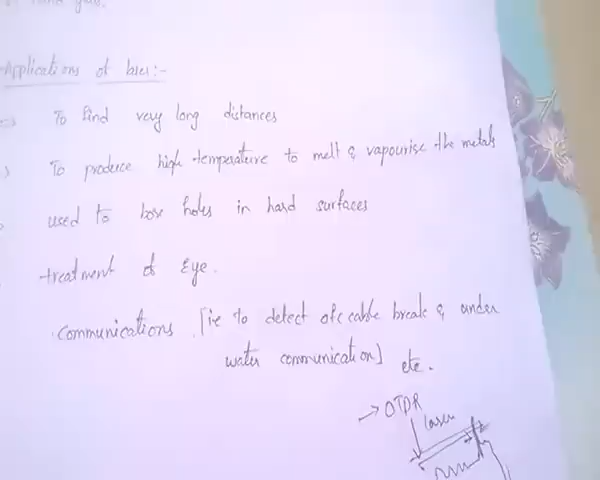 Applications of laser:-
To find very long distances
To produce high temperature to melt & vapourise the metals
used to bore holes in hard surfaces
treatment of Eye.
Communications [ie to detect ofc cable break & under
water communication] etc.
→ OTDR
laser